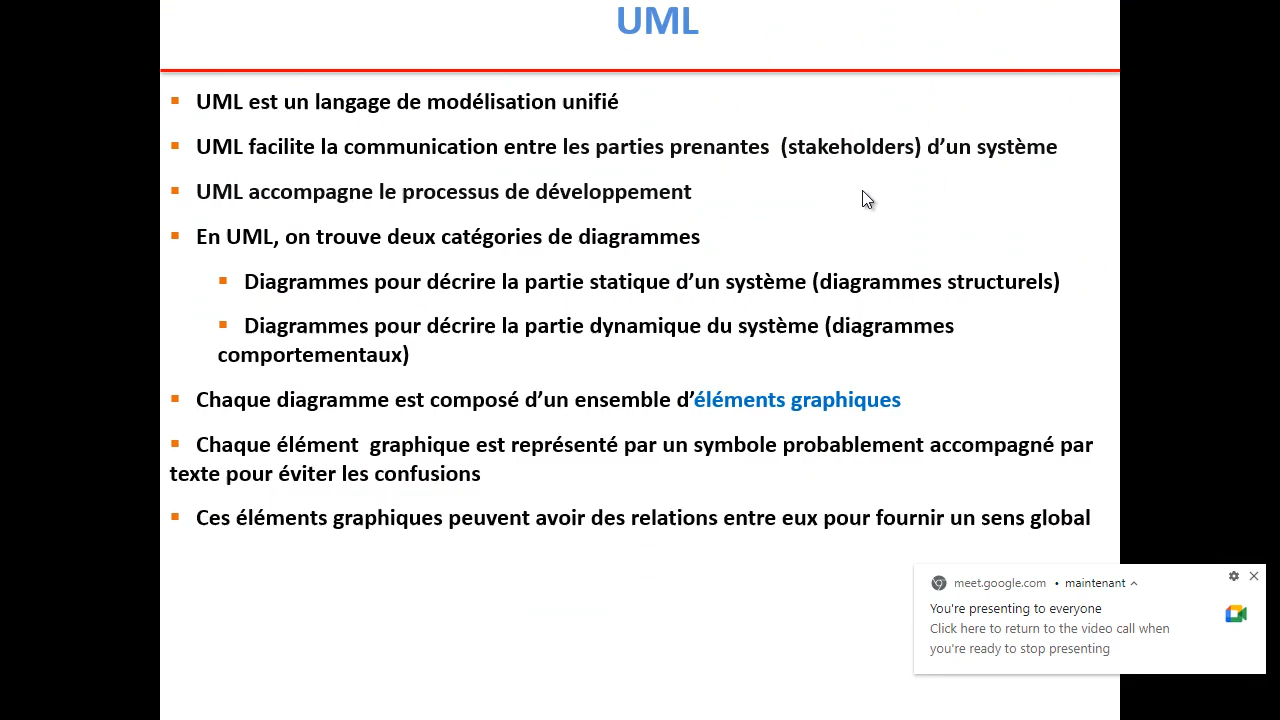 UML
UML est un langage de modélisation unifié
UML facilite la communication entre les parties prenantes (stakeholders) d’un système
UML accompagne le processus de développement
En UML, on trouve deux catégories de diagrammes
Diagrammes pour décrire la partie statique d’un système (diagrammes structurels)
Diagrammes pour décrire la partie dynamique du système (diagrammes
comportementaux)
Chaque diagramme est composé d’un ensemble d’éléments graphiques
Chaque élément graphique est représenté par un symbole probablement accompagné par
texte pour éviter les confusions
Ces éléments graphiques peuvent avoir des relations entre eux pour fournir un sens global
meet.google.com • maintenant
You're presenting to everyone
Click here to return to the video call when
you're ready to stop presenting